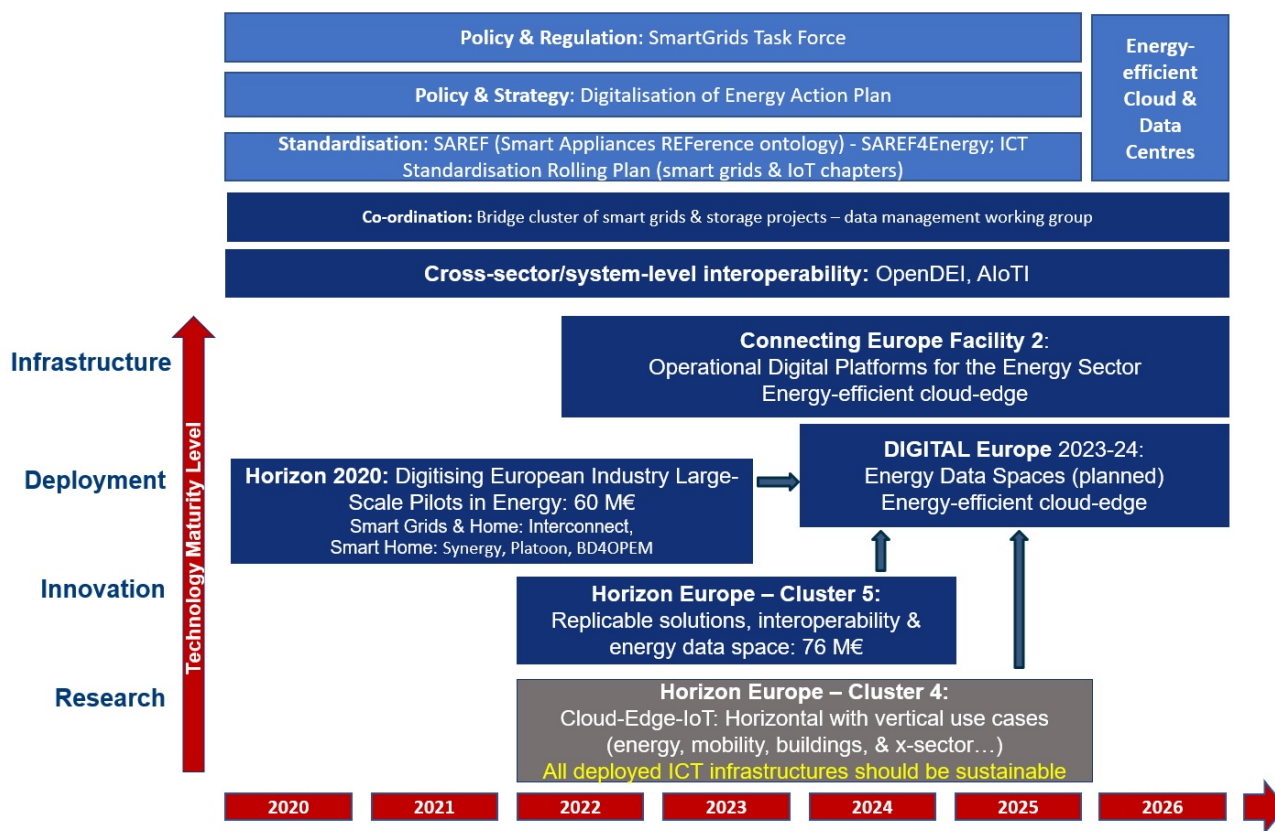 Policy & Regulation: SmartGrids Task Force
Policy & Strategy: Digitalisation of Energy Action Plan
Standardisation: SAREF (Smart Appliances REFerence ontology) - SAREF4Energy; ICT
Standardisation Rolling Plan (smart grids & IoT chapters)
Energy-
efficient
Cloud &
Data
Centres
Co-ordination: Bridge cluster of smart grids & storage projects – data management working group
Cross-sector/system-level interoperability: OpenDEI, AIoTI
Technology Maturity Level
Infrastructure
Connecting Europe Facility 2:
Operational Digital Platforms for the Energy Sector
Energy-efficient cloud-edge
Deployment
Horizon 2020: Digitising European Industry Large-
Scale Pilots in Energy: 60 M€
Smart Grids & Home: Interconnect,
Smart Home: Synergy, Platoon, BD4OPEM
DIGITAL Europe 2023-24:
Energy Data Spaces (planned)
Energy-efficient cloud-edge
Innovation
Horizon Europe – Cluster 5:
Replicable solutions, interoperability &
energy data space: 76 M€
Research
Horizon Europe – Cluster 4:
Cloud-Edge-IoT: Horizontal with vertical use cases
(energy, mobility, buildings, & x-sector…)
All deployed ICT infrastructures should be sustainable
2020
2021
2022
2023
2024
2025
2026